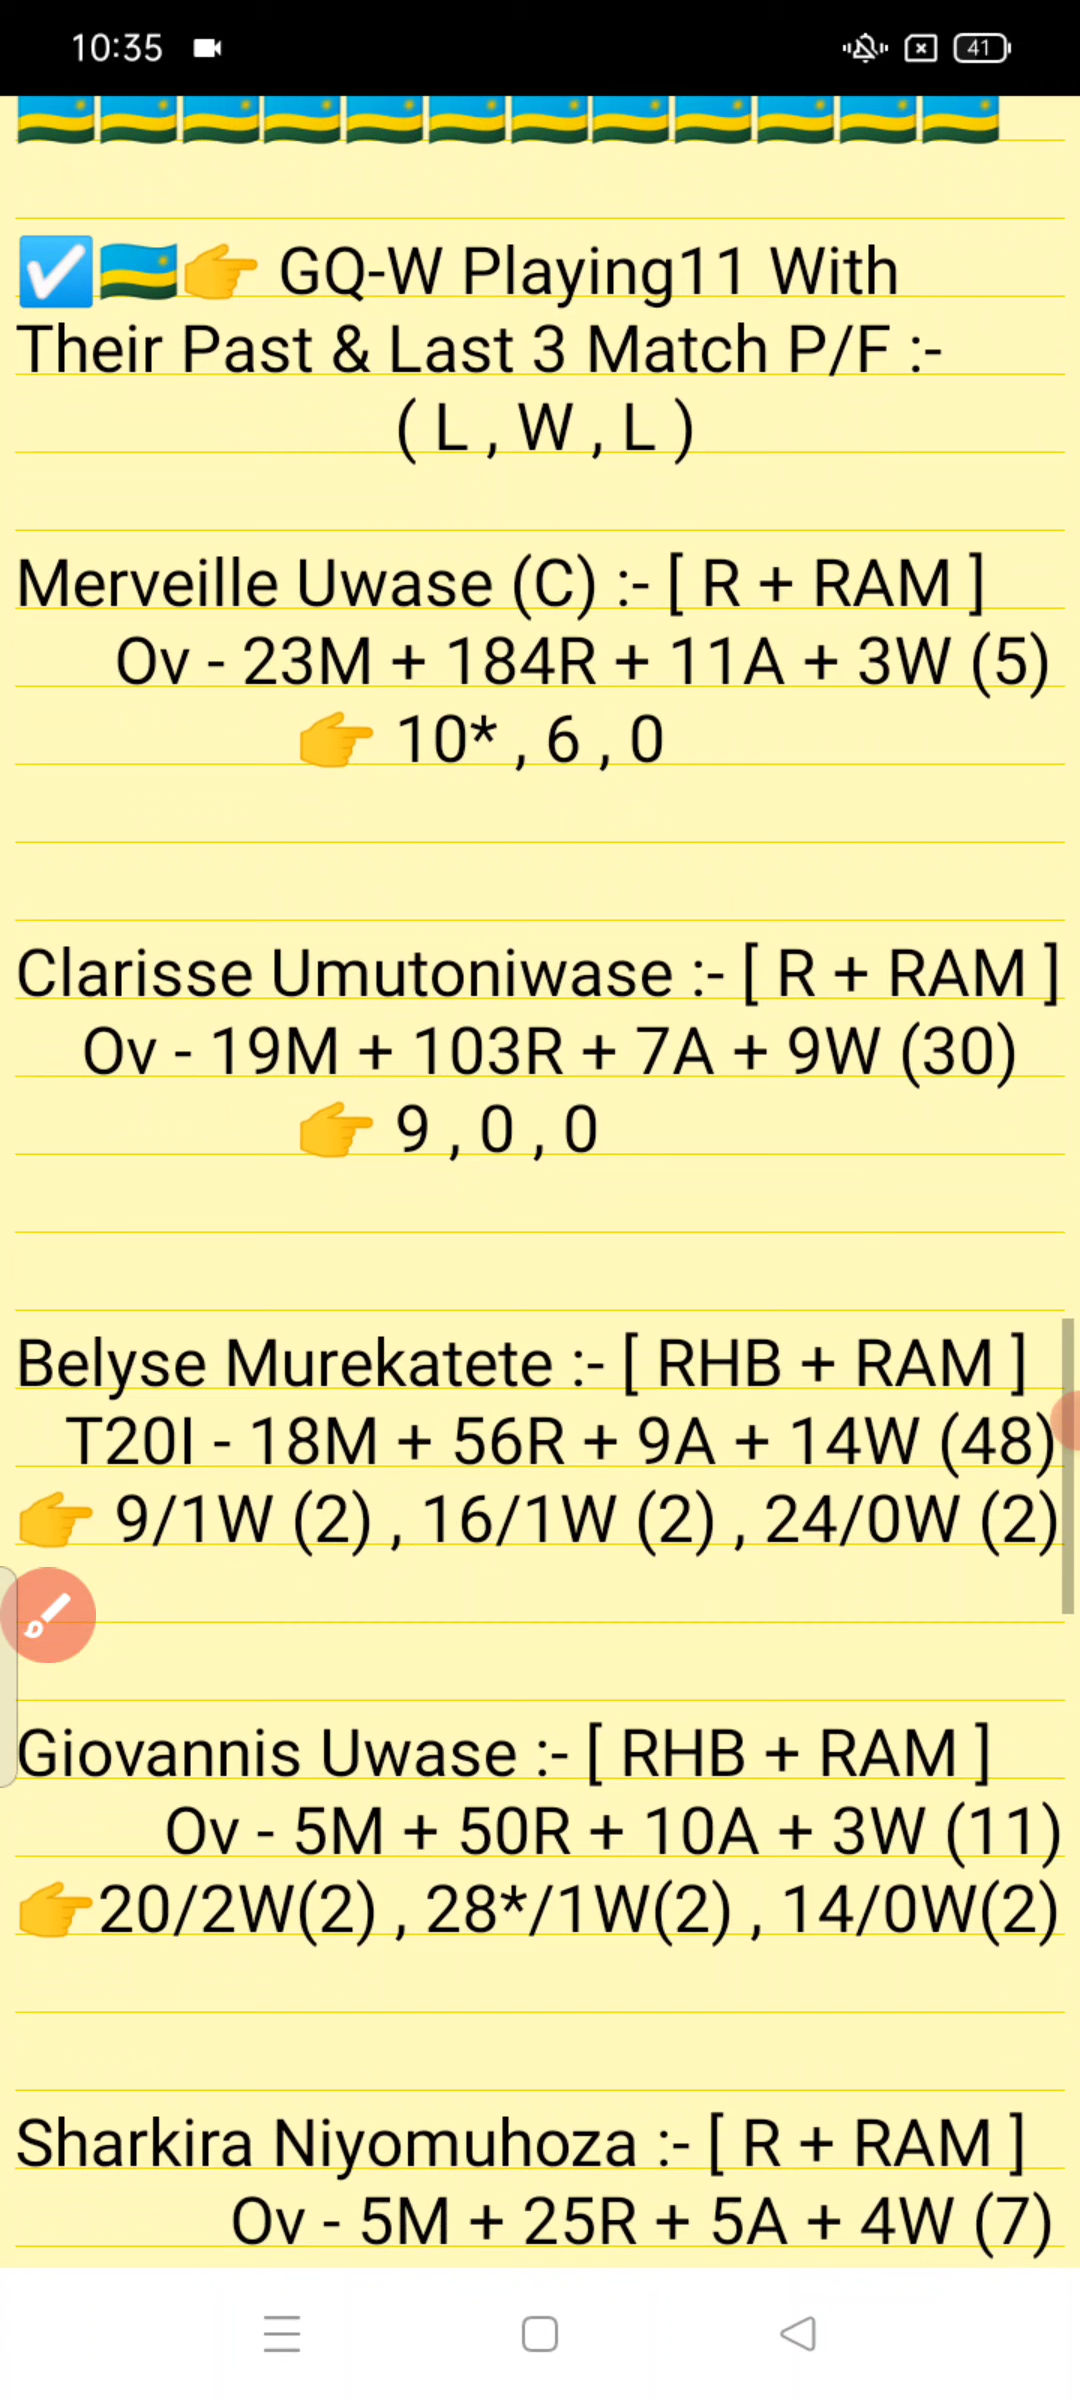 10:35 41
☑️🇷🇼👉 GQ-W Playing11 With
Their Past & Last 3 Match P/F :-
( L , W , L )
Merveille Uwase (C) :- [ R + RAM ]
Ov - 23M + 184R + 11A + 3W (5)
👉 10* , 6 , 0
Clarisse Umutoniwase :- [ R + RAM ]
Ov - 19M + 103R + 7A + 9W (30)
👉 9 , 0 , 0
Belyse Murekatete :- [ RHB + RAM ]
T20I - 18M + 56R + 9A + 14W (48)
👉 9/1W (2) , 16/1W (2) , 24/0W (2)
Giovannis Uwase :- [ RHB + RAM ]
Ov - 5M + 50R + 10A + 3W (11)
👉20/2W(2) , 28*/1W(2) , 14/0W(2)
Sharkira Niyomuhoza :- [ R + RAM ]
Ov - 5M + 25R + 5A + 4W (7)